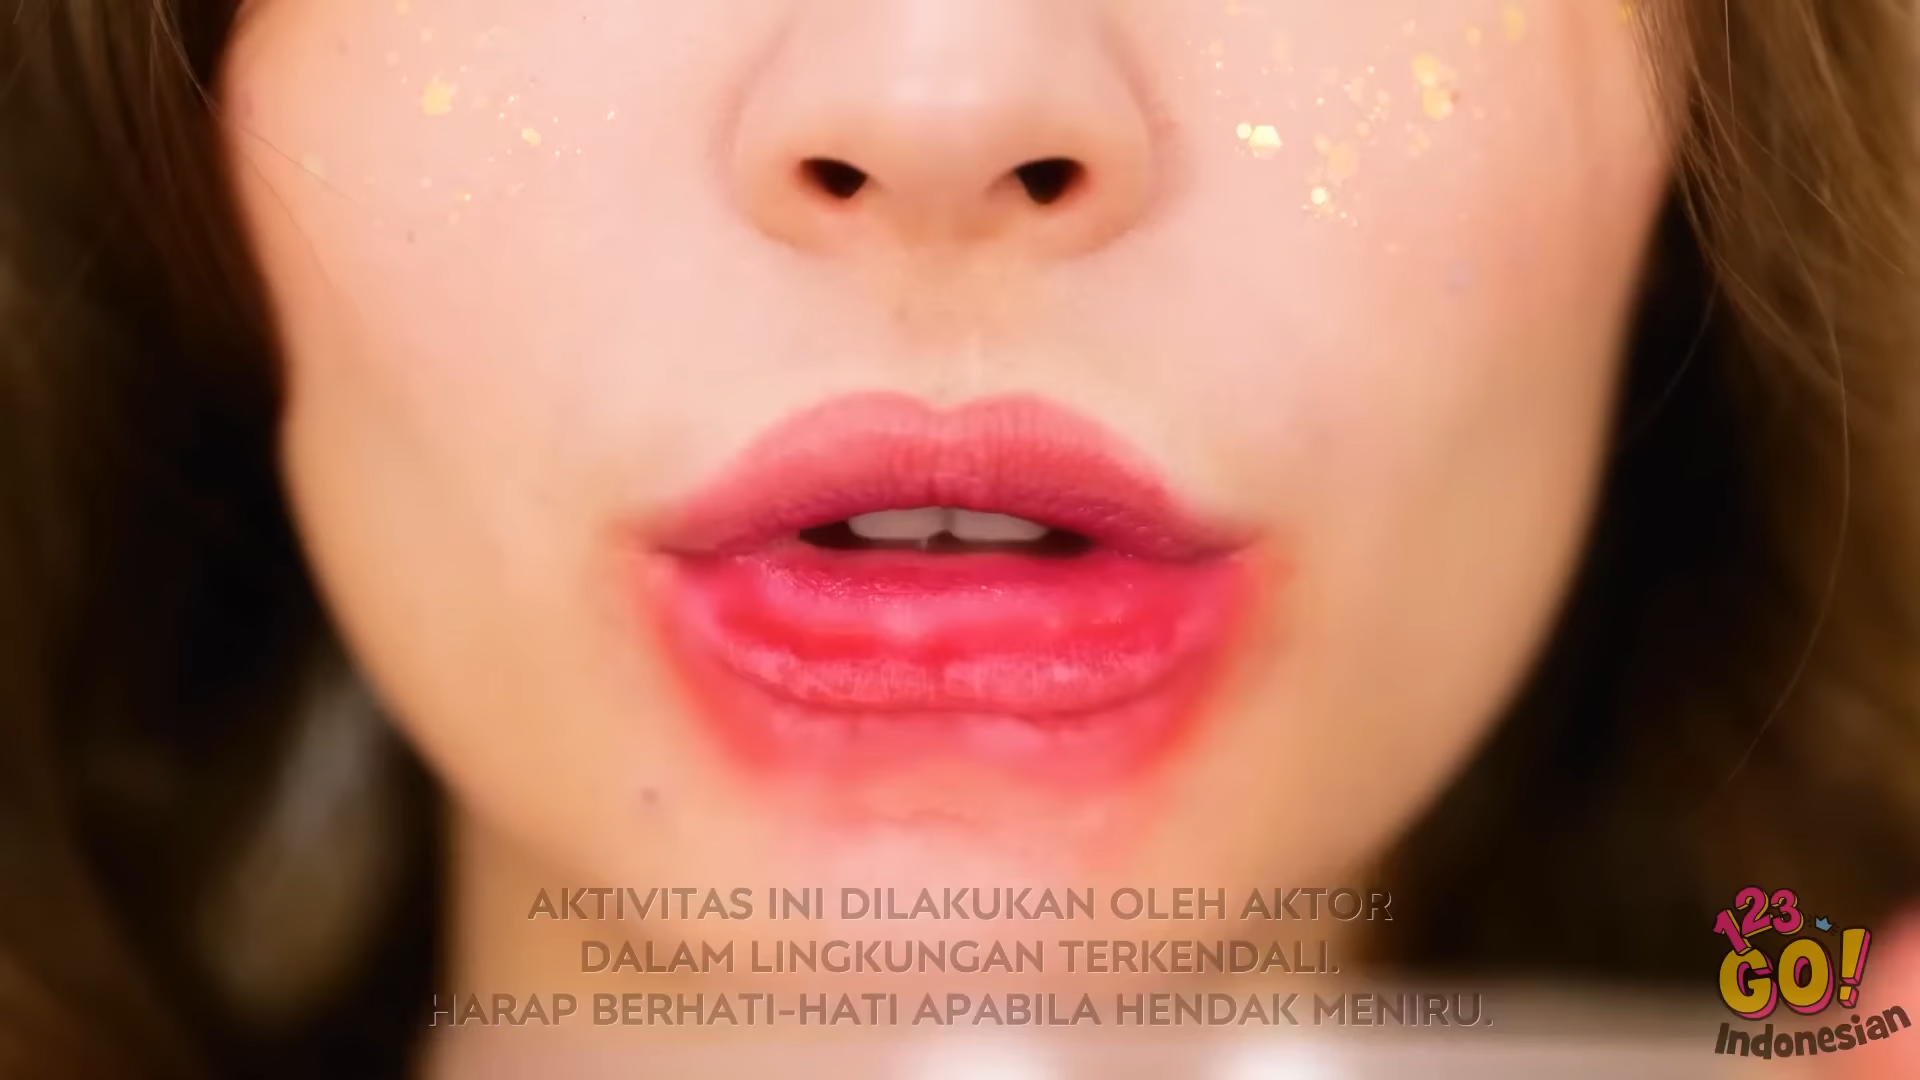 AKTIVITAS INI DILAKUKAN OLEH AKTOR
DALAM LINGKUNGAN TERKENDALI.
HARAP BERHATI-HATI APABILA HENDAK MENIRU.
123
GO!
Indonesian